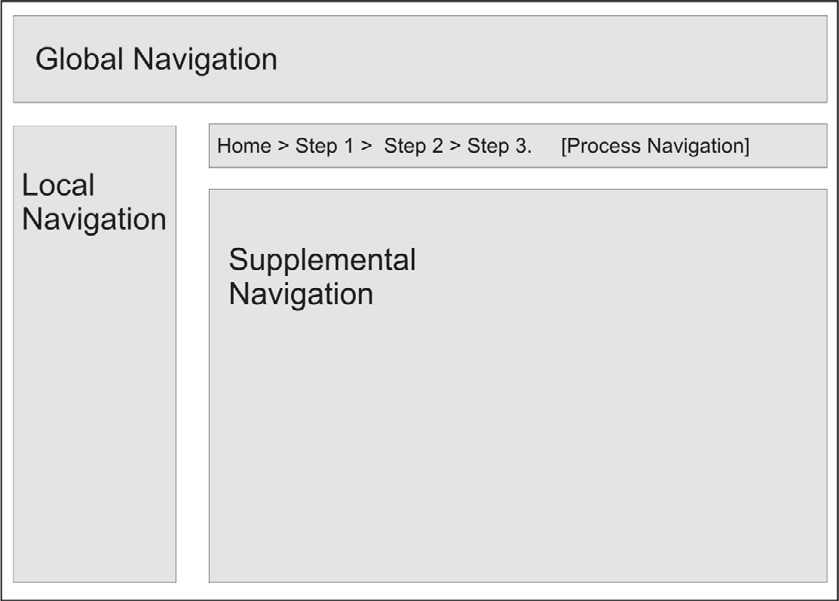 Global Navigation
Home > Step 1 > Step 2 > Step 3. [Process Navigation]
Local
Navigation
Supplemental
Navigation